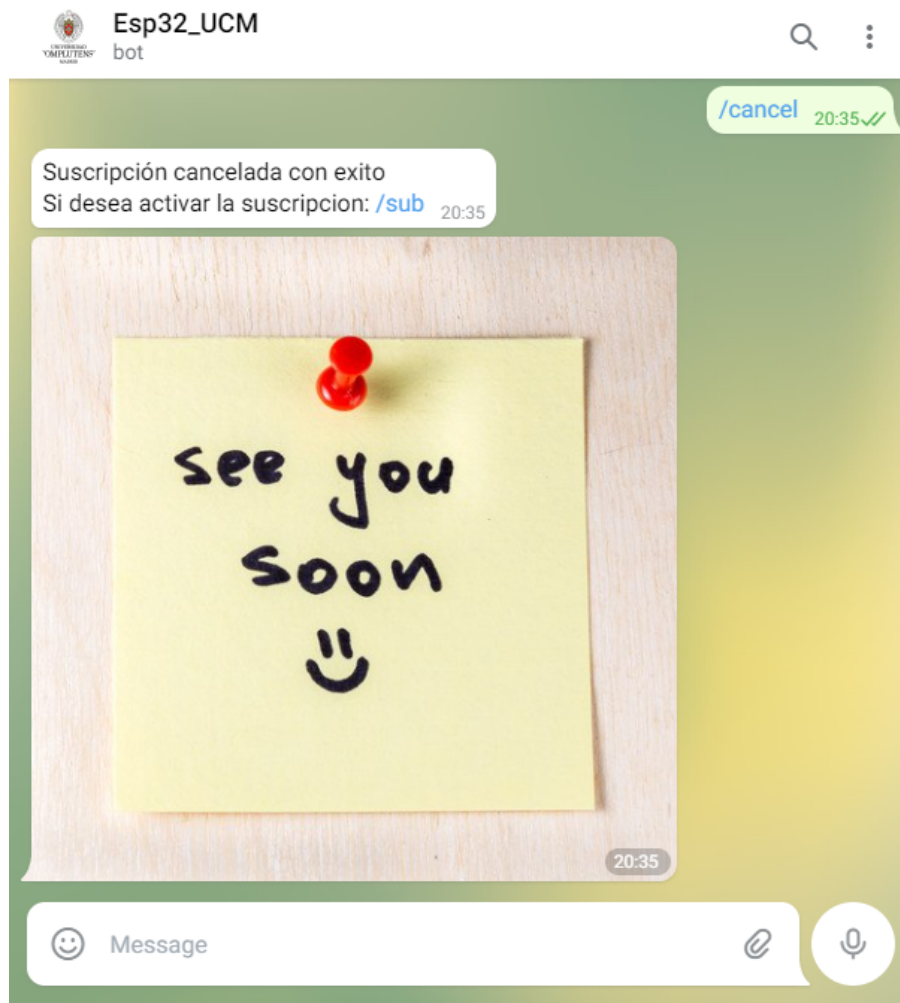 Esp32_UCM
bot
/cancel 20:35
Suscripción cancelada con exito
Si desea activar la suscripcion: /sub 20:35
see you
soon
20:35
Message